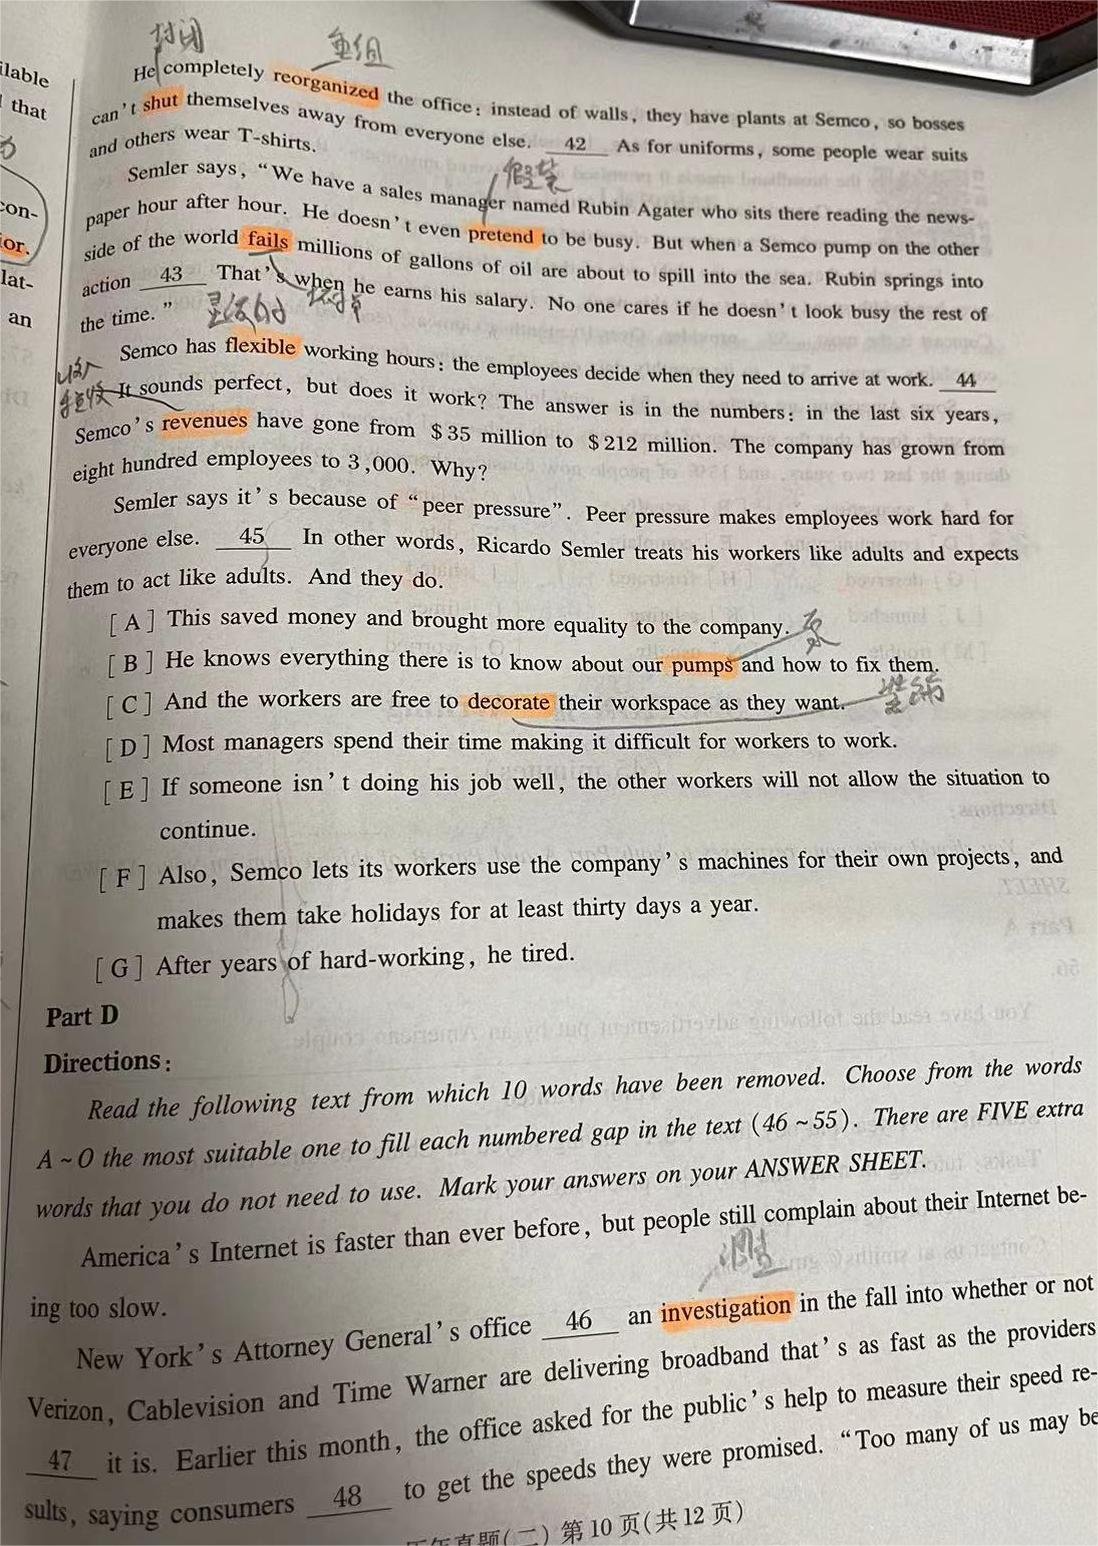 封闭 重组
ilable
that
He completely reorganized the office: instead of walls, they have plants at Semco, so bosses
can't shut themselves away from everyone else. 42 As for uniforms, some people wear suits
and others wear T-shirts.
假装
con-
or.
lat-
an
Semler says, "We have a sales manager named Rubin Agater who sits there reading the news-
paper hour after hour. He doesn't even pretend to be busy. But when a Semco pump on the other
side of the world fails millions of gallons of oil are about to spill into the sea. Rubin springs into
action 43 That's when he earns his salary. No one cares if he doesn't look busy the rest of
the time."
灵活的
Semco has flexible working hours: the employees decide when they need to arrive at work. 44
收入
It sounds perfect, but does it work? The answer is in the numbers: in the last six years,
Semco's revenues have gone from $35 million to $212 million. The company has grown from
eight hundred employees to 3,000. Why?
Semler says it's because of "peer pressure". Peer pressure makes employees work hard for
everyone else. 45 In other words, Ricardo Semler treats his workers like adults and expects
them to act like adults. And they do.
[A] This saved money and brought more equality to the company.
泵
[B] He knows everything there is to know about our pumps and how to fix them.
[C] And the workers are free to decorate their workspace as they want.
[D] Most managers spend their time making it difficult for workers to work.
[E] If someone isn't doing his job well, the other workers will not allow the situation to
continue.
[F] Also, Semco lets its workers use the company's machines for their own projects, and
makes them take holidays for at least thirty days a year.
[G] After years of hard-working, he tired.
Part D
Directions:
Read the following text from which 10 words have been removed. Choose from the words
A~O the most suitable one to fill each numbered gap in the text (46~55). There are FIVE extra
words that you do not need to use. Mark your answers on your ANSWER SHEET.
America's Internet is faster than ever before, but people still complain about their Internet be-
ing too slow.
调查
New York's Attorney General's office 46 an investigation in the fall into whether or not
Verizon, Cablevision and Time Warner are delivering broadband that's as fast as the providers
47 it is. Earlier this month, the office asked for the public's help to measure their speed re-
sults, saying consumers 48 to get the speeds they were promised. "Too many of us may be
历年真题(二) 第10页(共12页)